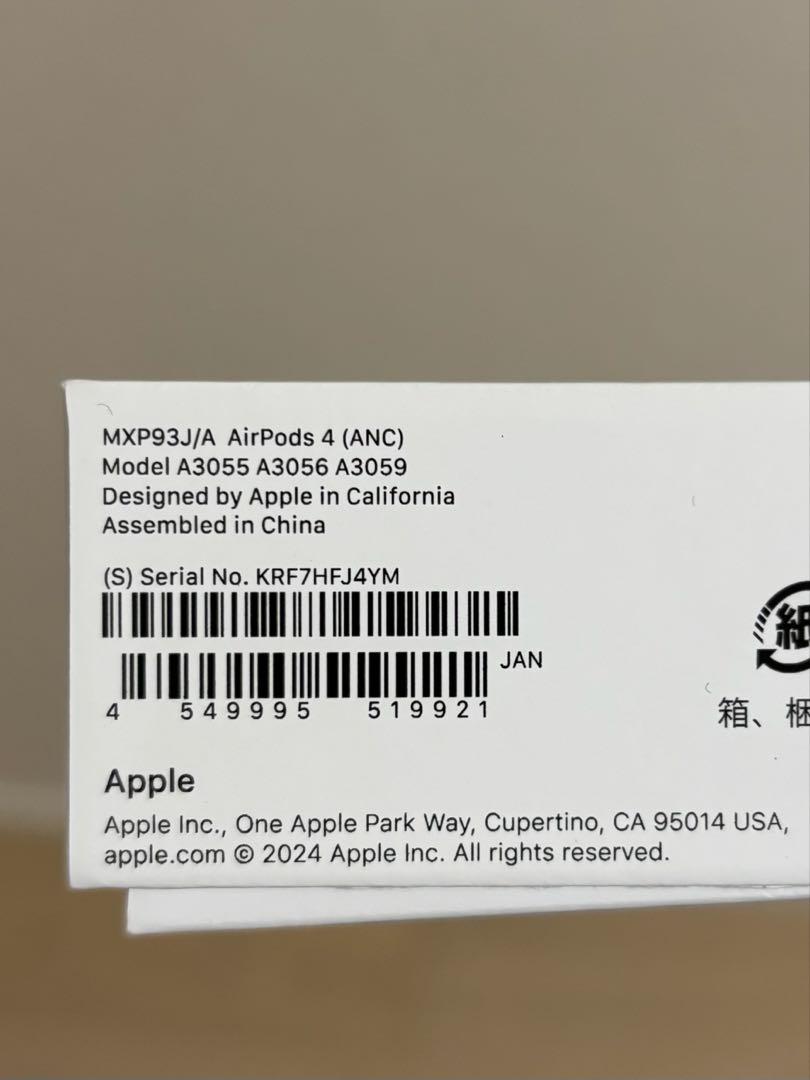 MXP93J/A AirPods 4 (ANC)
Model A3055 A3056 A3059
Designed by Apple in California
Assembled in China
(S) Serial No. KRF7HFJ4YM
JAN
4 549995 519921
紙
箱、梱
Apple
Apple Inc., One Apple Park Way, Cupertino, CA 95014 USA,
apple.com © 2024 Apple Inc. All rights reserved.